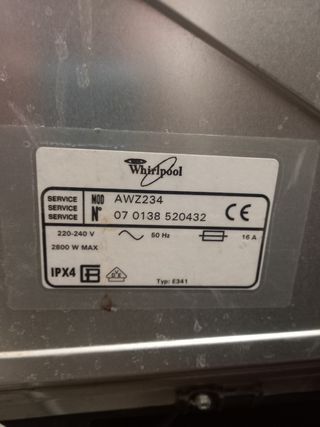 Whirlpool
SERVICE MOD AWZ234
SERVICE
SERVICE N° 07 0138 520432 CE
220-240 V 50 Hz 16 A
2800 W MAX
IPX4
Typ: E341